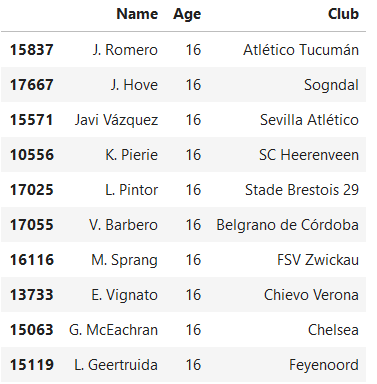 Name Age Club
15837 J. Romero 16 Atlético Tucumán
17667 J. Hove 16 Sogndal
15571 Javi Vázquez 16 Sevilla Atlético
10556 K. Pierie 16 SC Heerenveen
17025 L. Pintor 16 Stade Brestois 29
17055 V. Barbero 16 Belgrano de Córdoba
16116 M. Sprang 16 FSV Zwickau
13733 E. Vignato 16 Chievo Verona
15063 G. McEachran 16 Chelsea
15119 L. Geertruida 16 Feyenoord